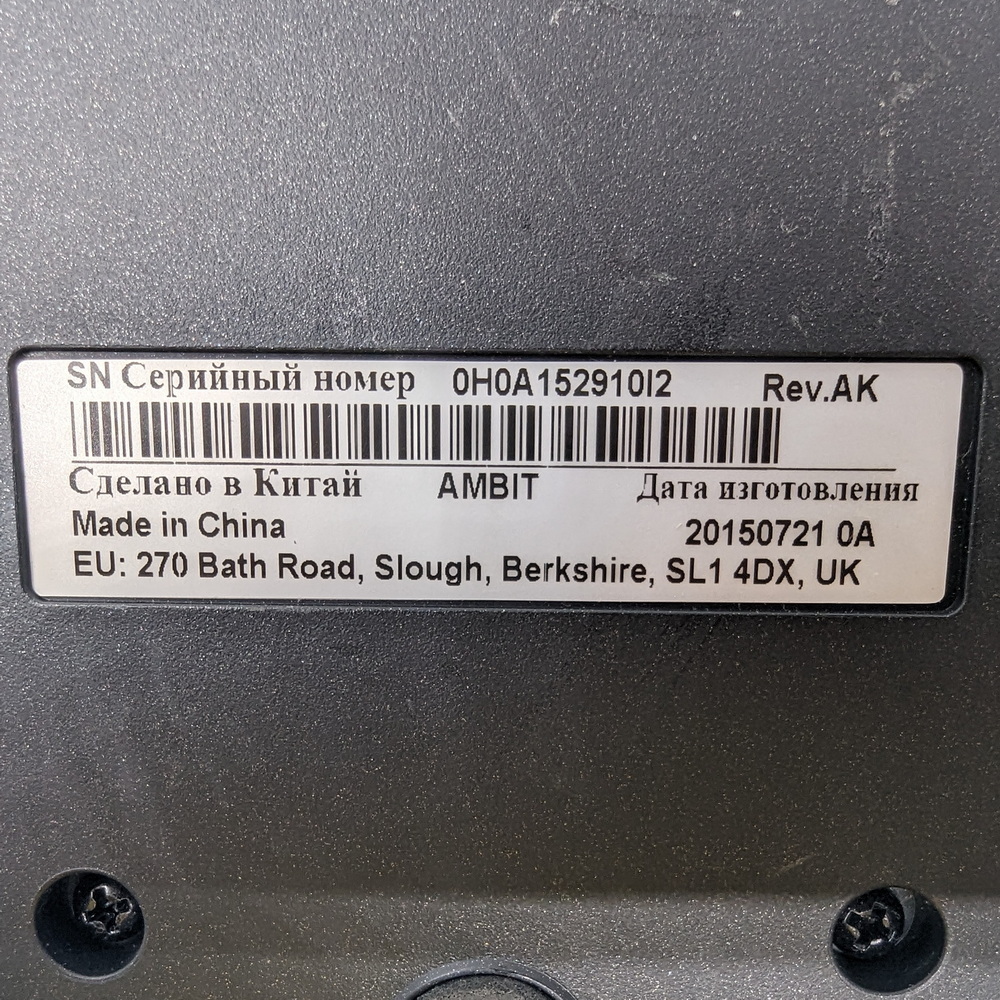 SN Серийный номер 0H0A152910I2 Rev.AK
Сделано в Китай AMBIT Дата изготовления
Made in China 20150721 0A
EU: 270 Bath Road, Slough, Berkshire, SL1 4DX, UK